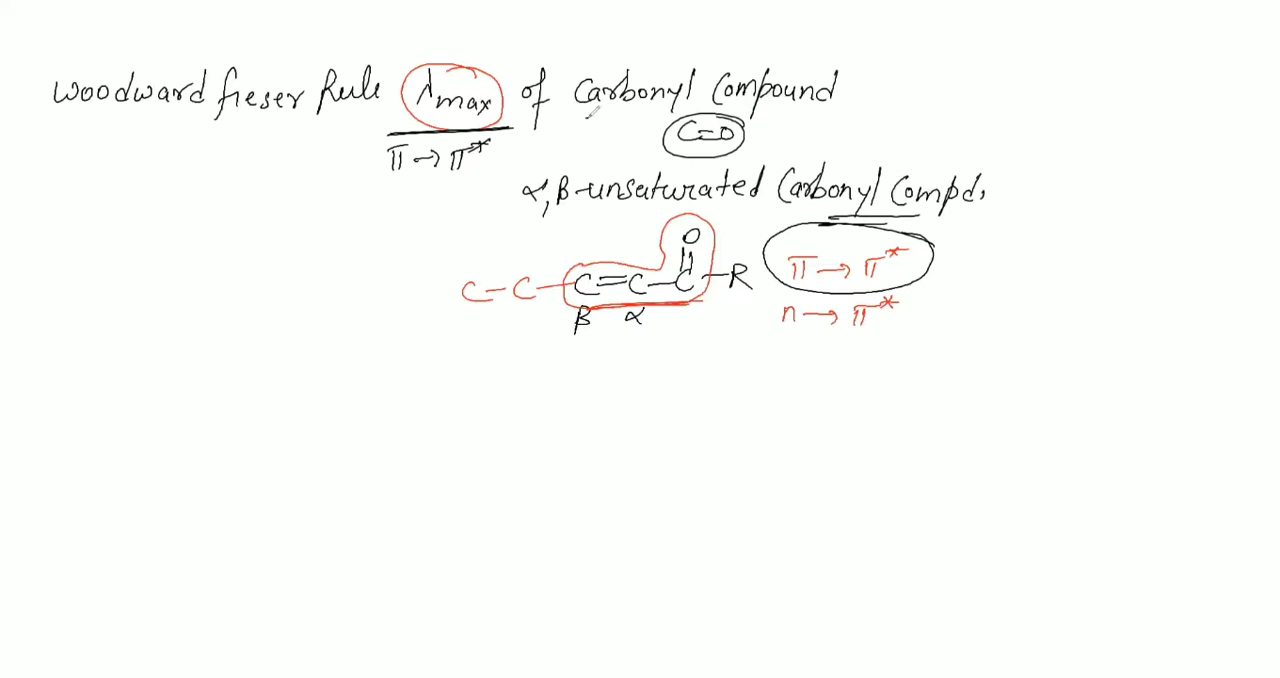 Woodward fieser Rule λmax of Carbonyl Compound
π→π* C=O
α,β-unsaturated Carbonyl Compd.
O
C-C-C=C-C-R π→π*
β α n→π*